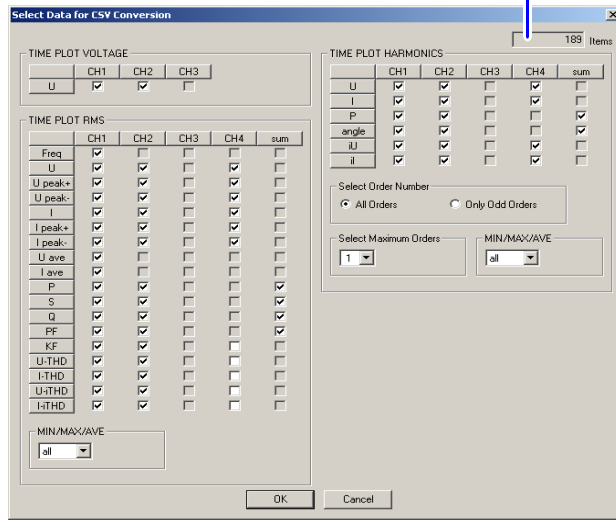 Select Data for CSV Conversion
189 Items
TIME PLOT VOLTAGE
CH1 CH2 CH3
U
TIME PLOT RMS
CH1 CH2 CH3 CH4 sum
Freq
U
U peak+
U peak-
I
I peak+
I peak-
U ave
I ave
P
S
Q
PF
KF
U-THD
I-THD
U-iTHD
I-iTHD
MIN/MAX/AVE
all
TIME PLOT HARMONICS
CH1 CH2 CH3 CH4 sum
U
I
P
angle
iU
iI
Select Order Number
All Orders Only Odd Orders
Select Maximum Orders
1
MIN/MAX/AVE
all
OK Cancel